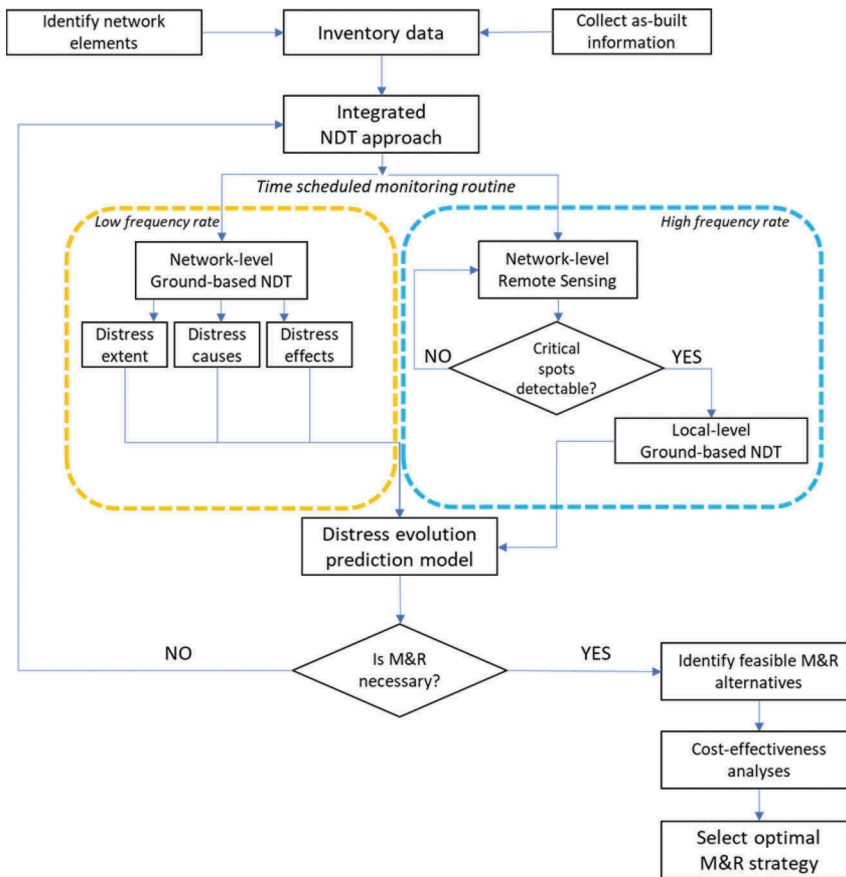 Identify network
elements
Inventory data
Collect as-built
information
Integrated
NDT approach
Time scheduled monitoring routine
Low frequency rate
High frequency rate
Network-level
Ground-based NDT
Network-level
Remote Sensing
Distress
extent
Distress
causes
Distress
effects
NO
Critical
spots
detectable?
YES
Local-level
Ground-based NDT
Distress evolution
prediction model
NO
Is M&R
necessary?
YES
Identify feasible M&R
alternatives
Cost-effectiveness
analyses
Select optimal
M&R strategy